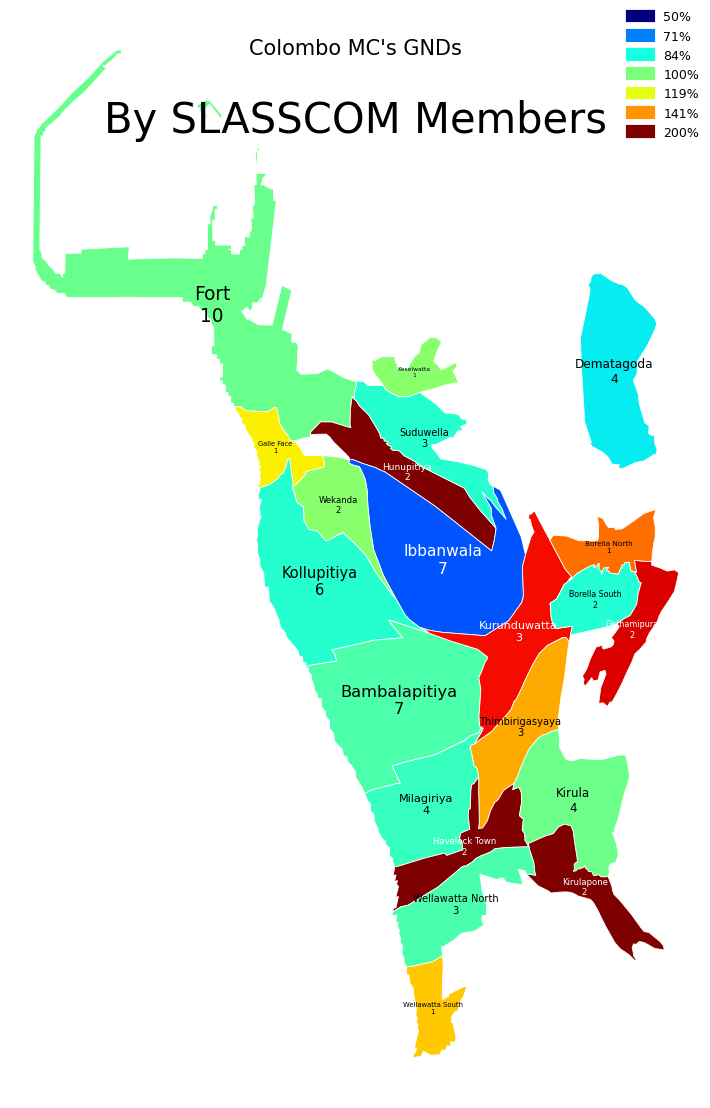 Colombo MC's GNDs
By SLASSCOM Members
50%
71%
84%
100%
119%
141%
200%
Fort
10
Keselwatta
1
Dematagoda
4
Galle Face
1
Suduwella
3
Hunupitiya
2
Wekanda
2
Ibbanwala
7
Borella North
1
Kollupitiya
6
Borella South
2
Kurunduwatta
3
Gothamipura
2
Bambalapitiya
7
Thimbirigasyaya
3
Milagiriya
4
Kirula
4
Havelock Town
2
Kirulapone
2
Wellawatta North
3
Wellawatta South
1